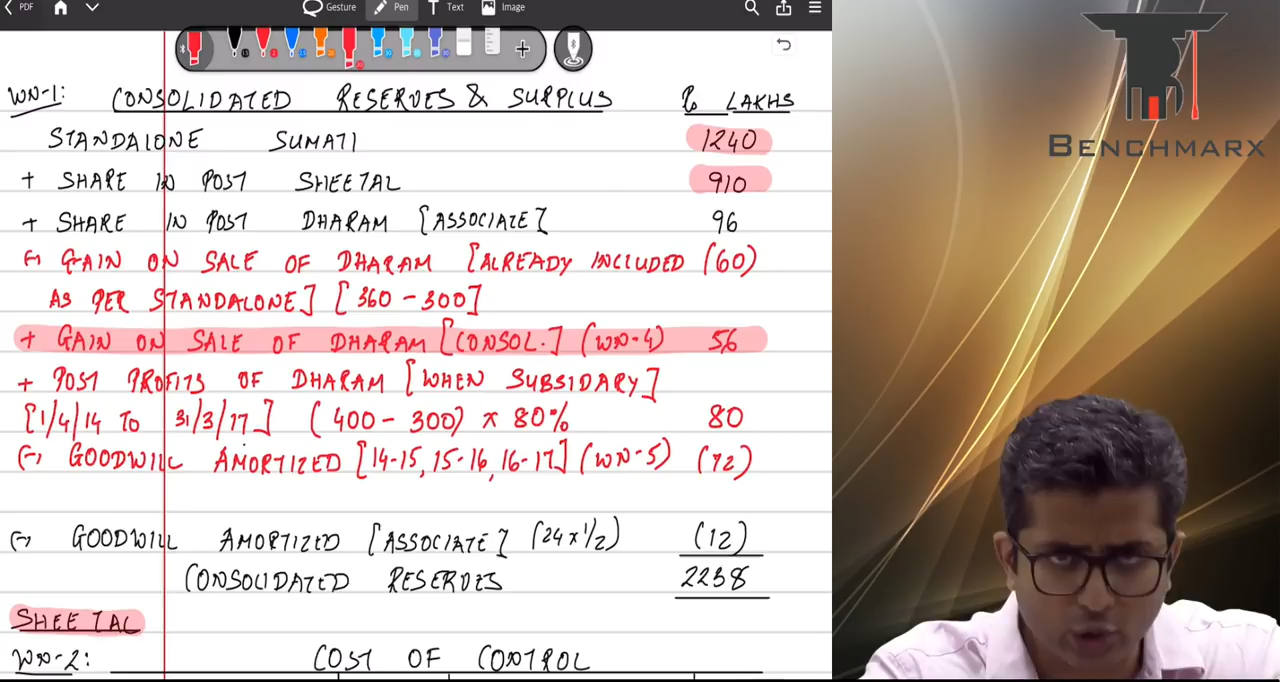 PDF Gesture Pen Text Image
WN-1: CONSOLIDATED RESERVES & SURPLUS ₹ LAKHS
STANDALONE SUMATI 1240
+ SHARE IN POST SHEETAL 910
+ SHARE IN POST DHARAM [ASSOCIATE] 96
(-) GAIN ON SALE OF DHARAM [ALREADY INCLUDED (60)
AS PER STANDALONE] [360-300]
+ GAIN ON SALE OF DHARAM [CONSOL.] (WN-4) 56
+ POST PROFITS OF DHARAM [WHEN SUBSIDARY]
[1/4/14 TO 31/3/17] (400-300) × 80% 80
(-) GOODWILL AMORTIZED [14-15, 15-16, 16-17] (WN-5) (72)
(-) GOODWILL AMORTIZED [ASSOCIATE] (24×1/2) (12)
CONSOLIDATED RESERVES 2238
SHEETAL
WN-2: COST OF CONTROL
BENCHMARX